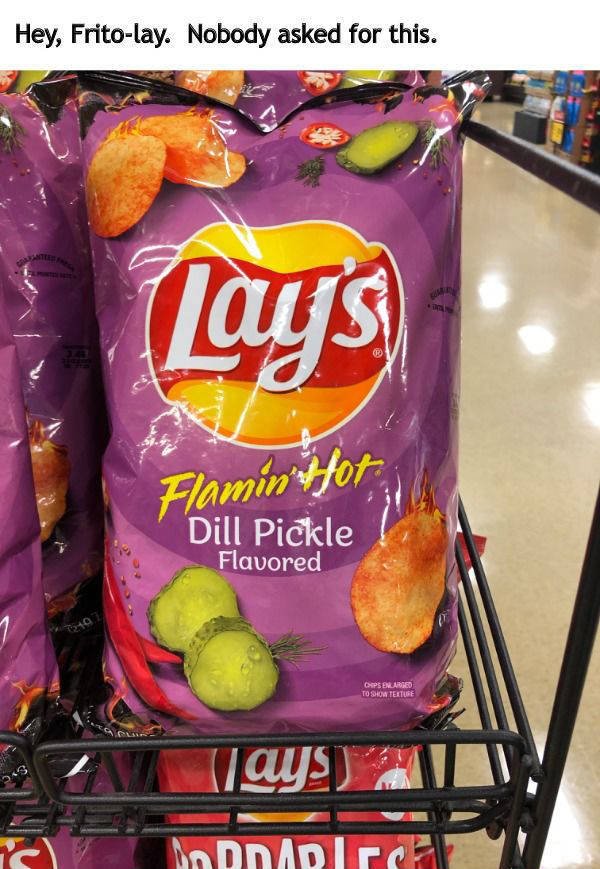 Hey, Frito-lay.  Nobody asked for this.
Lay's
Flamin' Hot
Dill Pickle
Flavored
CHIPS ENLARGED
TO SHOW TEXTURE
Lay's